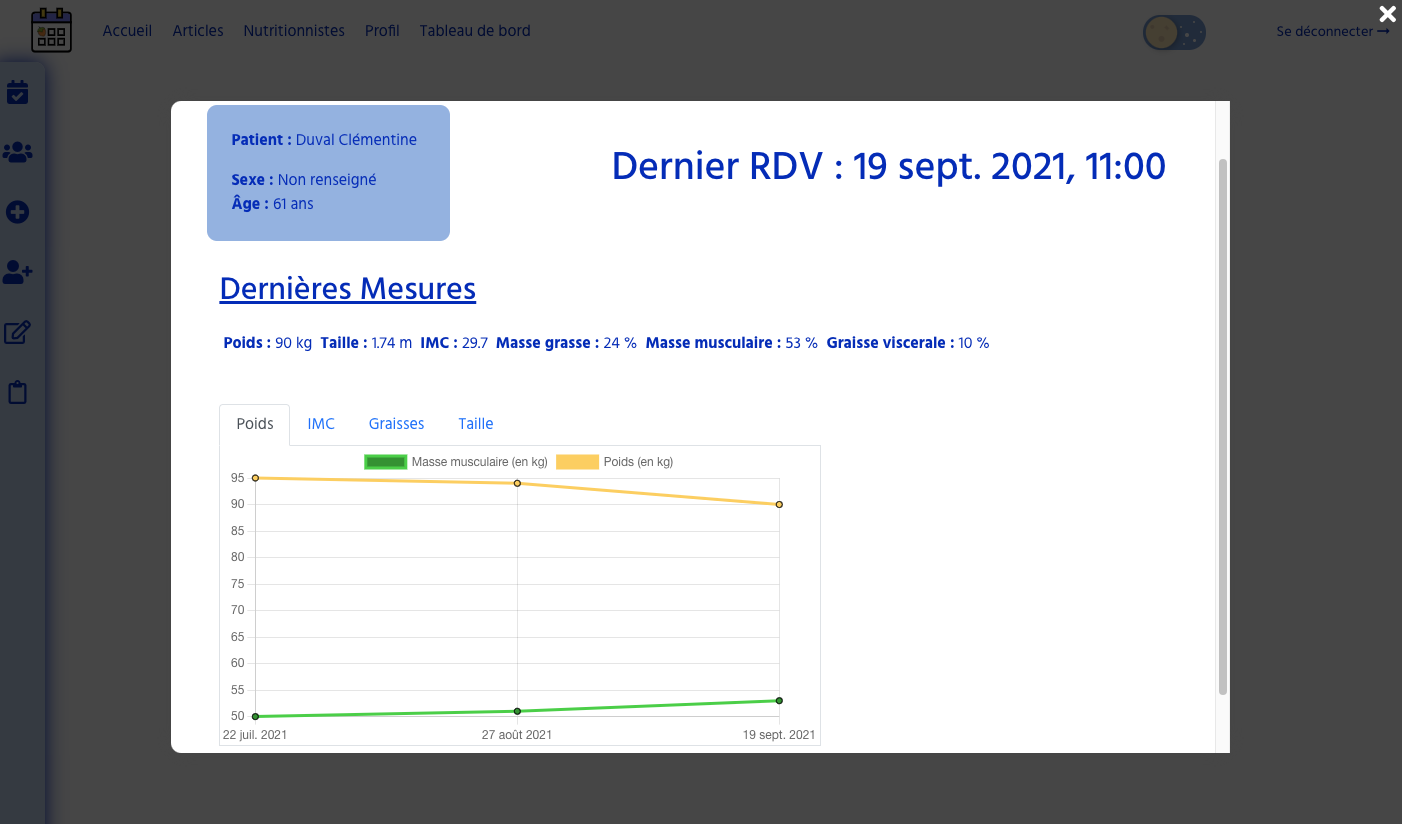 Accueil Articles Nutritionnistes Profil Tableau de bord Se déconnecter →
Patient : Duval Clémentine
Sexe : Non renseigné
Âge : 61 ans
Dernier RDV : 19 sept. 2021, 11:00
Dernières Mesures
Poids : 90 kg Taille : 1.74 m IMC : 29.7 Masse grasse : 24 % Masse musculaire : 53 % Graisse viscerale : 10 %
Poids IMC Graisses Taille
Masse musculaire (en kg) Poids (en kg)
95
90
85
80
75
70
65
60
55
50
22 juil. 2021 27 août 2021 19 sept. 2021